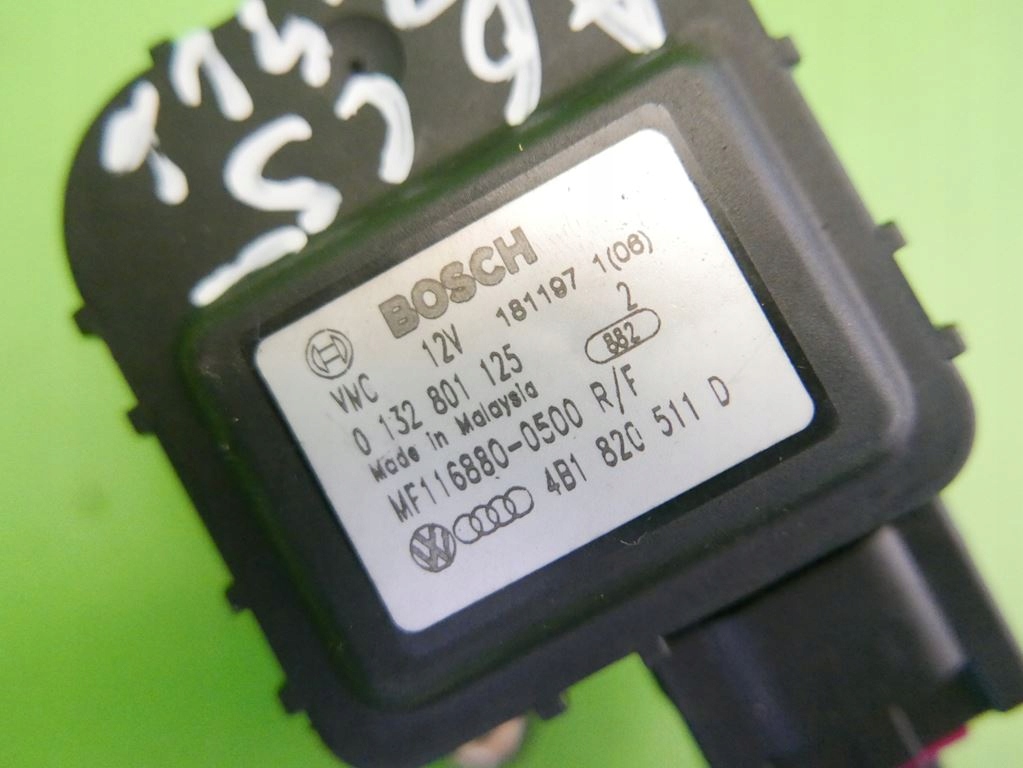 BOSCH
12V 181197 1(06)
VWC 2
0 132 801 125 882
Made in Malaysia
MF116880-0500 R/F
4B1 820 511 D